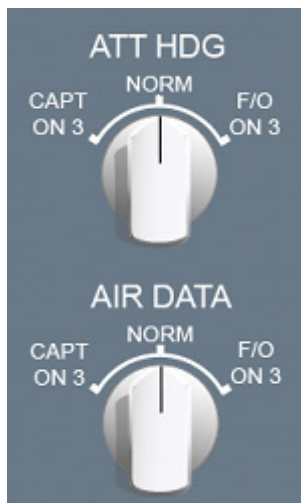 ATT HDG
NORM
CAPT
ON 3
F/O
ON 3
AIR DATA
NORM
CAPT
ON 3
F/O
ON 3